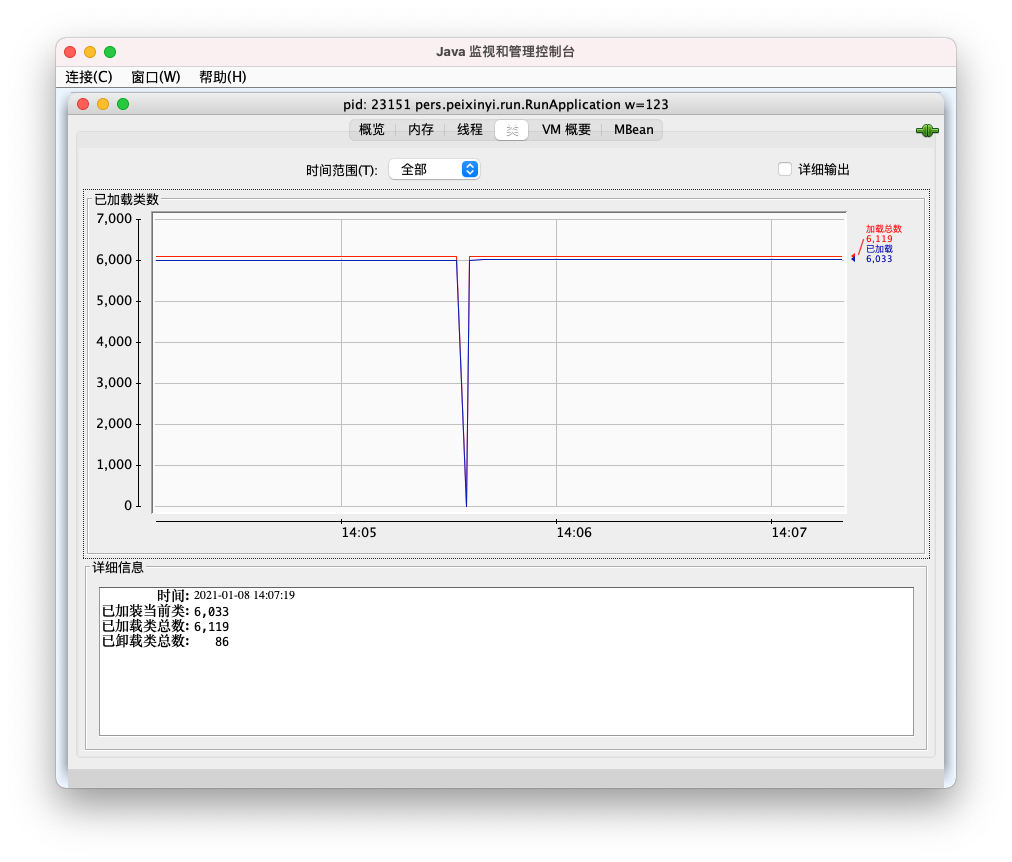 Java 监视和管理控制台
连接(C) 窗口(W) 帮助(H)
pid: 23151 pers.peixinyi.run.RunApplication w=123
概览 内存 线程 类 VM 概要 MBean
时间范围(T): 全部 详细输出
已加载类数
7,000
6,000
5,000
4,000
3,000
2,000
1,000
0
14:05 14:06 14:07
加载总数
6,119
已加载
6,033
详细信息
时间: 2021-01-08 14:07:19
已加装当前类: 6,033
已加载类总数: 6,119
已卸载类总数: 86